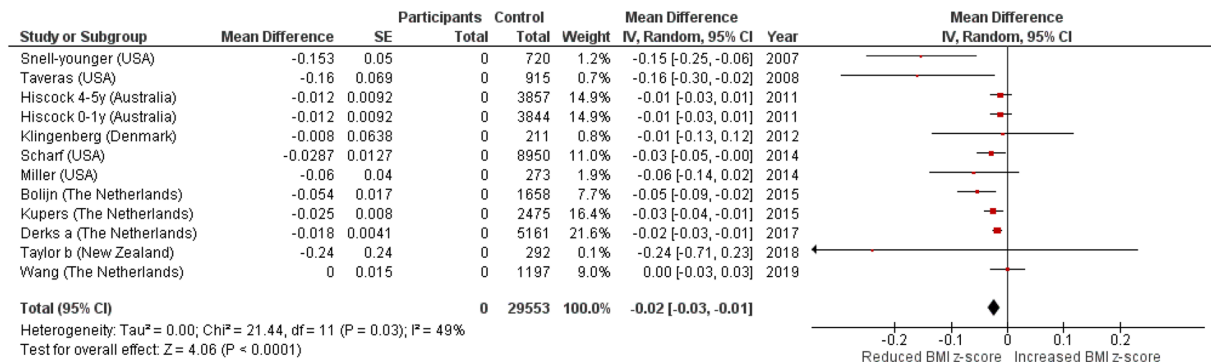 Participants Control Mean Difference Mean Difference
Study or Subgroup Mean Difference SE Total Total Weight IV, Random, 95% CI Year IV, Random, 95% CI
Snell-younger (USA) -0.153 0.05 0 720 1.2% -0.15 [-0.25, -0.06] 2007
Taveras (USA) -0.16 0.069 0 915 0.7% -0.16 [-0.30, -0.02] 2008
Hiscock 4-5y (Australia) -0.012 0.0092 0 3857 14.9% -0.01 [-0.03, 0.01] 2011
Hiscock 0-1y (Australia) -0.012 0.0092 0 3844 14.9% -0.01 [-0.03, 0.01] 2011
Klingenberg (Denmark) -0.008 0.0638 0 211 0.8% -0.01 [-0.13, 0.12] 2012
Scharf (USA) -0.0287 0.0127 0 8950 11.0% -0.03 [-0.05, -0.00] 2014
Miller (USA) -0.06 0.04 0 273 1.9% -0.06 [-0.14, 0.02] 2014
Bolijn (The Netherlands) -0.054 0.017 0 1658 7.7% -0.05 [-0.09, -0.02] 2015
Kupers (The Netherlands) -0.025 0.008 0 2475 16.4% -0.03 [-0.04, -0.01] 2015
Derks a (The Netherlands) -0.018 0.0041 0 5161 21.6% -0.02 [-0.03, -0.01] 2017
Taylor b (New Zealand) -0.24 0.24 0 292 0.1% -0.24 [-0.71, 0.23] 2018
Wang (The Netherlands) 0 0.015 0 1197 9.0% 0.00 [-0.03, 0.03] 2019
Total (95% CI) 0 29553 100.0% -0.02 [-0.03, -0.01]
Heterogeneity: Tau² = 0.00; Chi² = 21.44, df = 11 (P = 0.03); I² = 49%
Test for overall effect: Z = 4.06 (P < 0.0001)
-0.2 -0.1 0 0.1 0.2
Reduced BMI z-score Increased BMI z-score